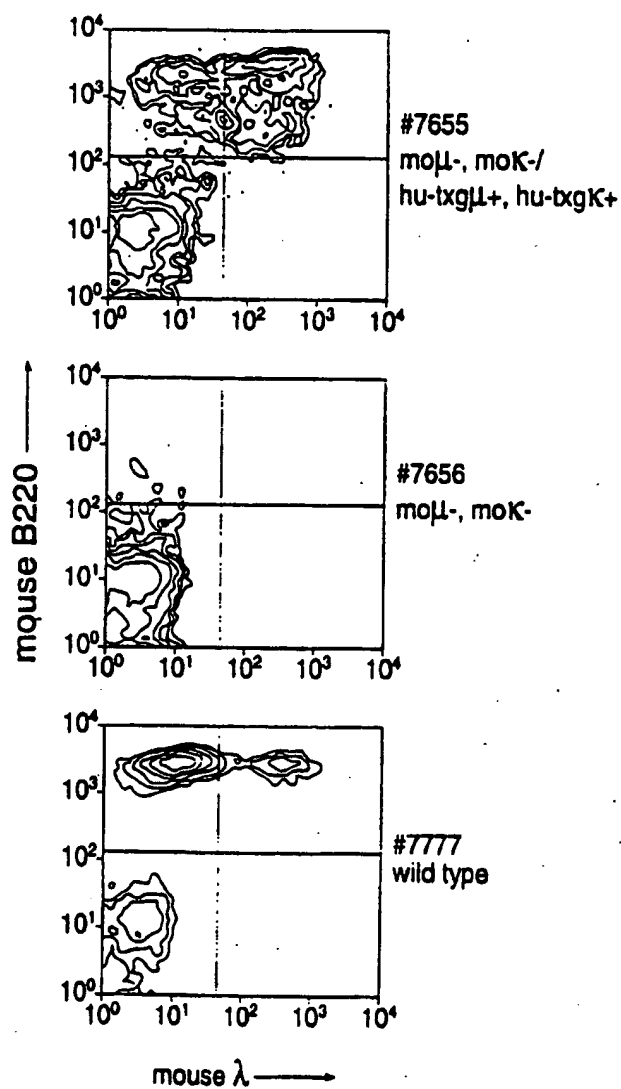 10⁴
10³
10²
10¹
10⁰
10⁰ 10¹ 10² 10³ 10⁴
#7655
moμ-, moκ-/
hu-txgμ+, hu-txgκ+
10⁴
10³
10²
10¹
10⁰
10⁰ 10¹ 10² 10³ 10⁴
#7656
moμ-, moκ-
mouse B220
10⁴
10³
10²
10¹
10⁰
10⁰ 10¹ 10² 10³ 10⁴
#7777
wild type
mouse λ